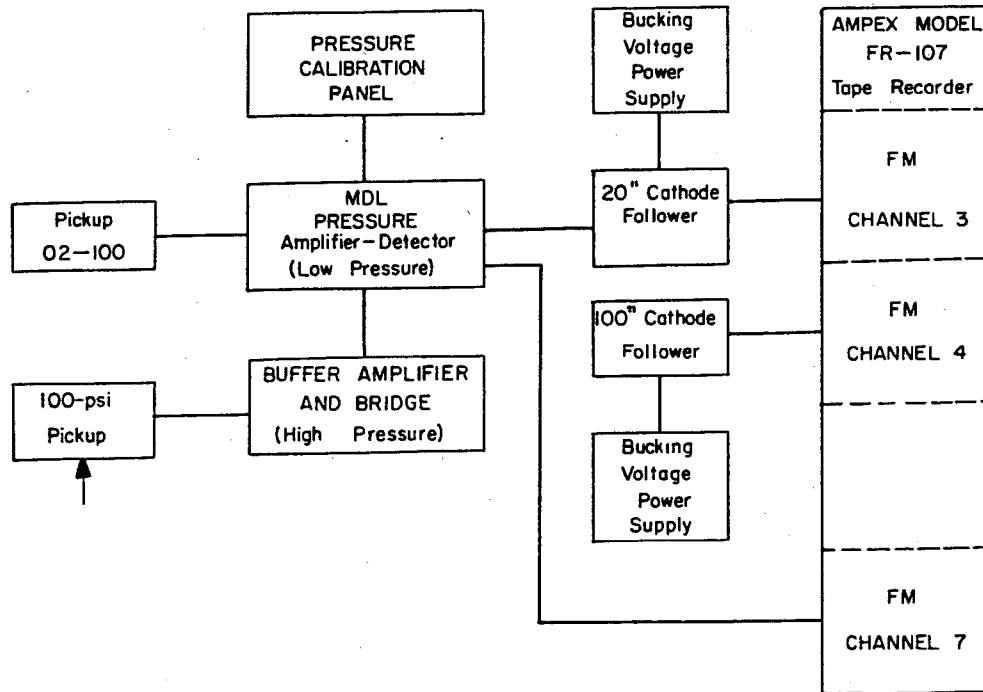 PRESSURE
CALIBRATION
PANEL
Bucking
Voltage
Power
Supply
AMPEX MODEL
FR-107
Tape Recorder
Pickup
02-100
MDL
PRESSURE
Amplifier-Detector
(Low Pressure)
20" Cathode
Follower
FM
CHANNEL 3
100" Cathode
Follower
FM
CHANNEL 4
100-psi
Pickup
BUFFER AMPLIFIER
AND BRIDGE
(High Pressure)
Bucking
Voltage
Power
Supply
FM
CHANNEL 7